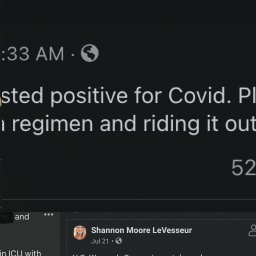 :33 AM ·
sted positive for Covid. Pl
regimen and riding it out
52
and ...
Shannon Moore LeVesseur
Jul 21 ·
in ICU with